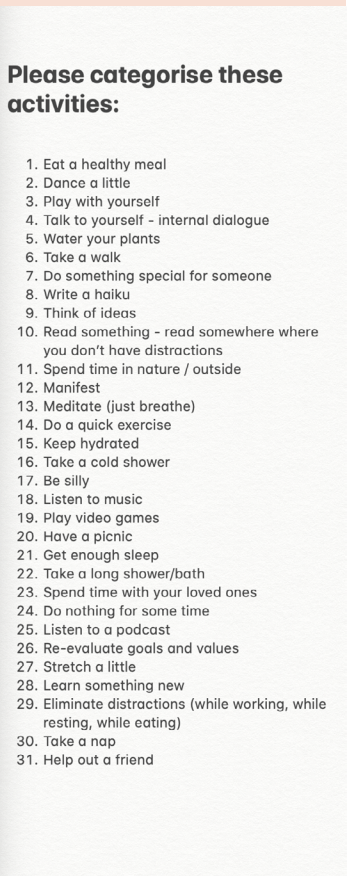 Please categorise these
activities:
1. Eat a healthy meal
2. Dance a little
3. Play with yourself
4. Talk to yourself - internal dialogue
5. Water your plants
6. Take a walk
7. Do something special for someone
8. Write a haiku
9. Think of ideas
10. Read something - read somewhere where
you don't have distractions
11. Spend time in nature / outside
12. Manifest
13. Meditate (just breathe)
14. Do a quick exercise
15. Keep hydrated
16. Take a cold shower
17. Be silly
18. Listen to music
19. Play video games
20. Have a picnic
21. Get enough sleep
22. Take a long shower/bath
23. Spend time with your loved ones
24. Do nothing for some time
25. Listen to a podcast
26. Re-evaluate goals and values
27. Stretch a little
28. Learn something new
29. Eliminate distractions (while working, while
resting, while eating)
30. Take a nap
31. Help out a friend